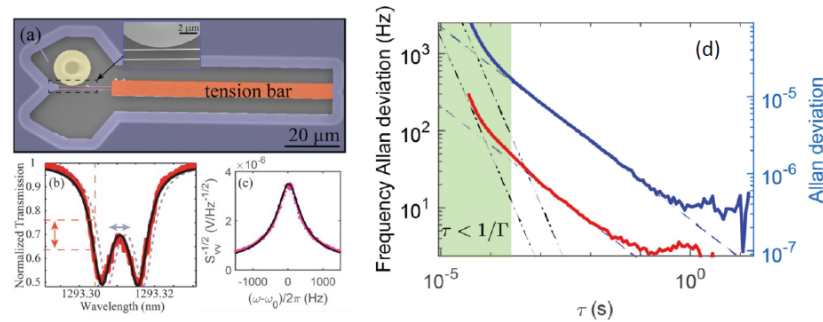 (a)
2 μm
tension bar
20 μm
(b)
Normalized Transmission
1
0.9
0.8
0.7
0.6
0.5
1293.30
1293.32
Wavelength (nm)
×10⁻⁶
(c)
S_vv^-1/2 (V/Hz^-1/2)
4
2
0
-1000
0
1000
(ω-ω₀)/2π (Hz)
(d)
Frequency Allan deviation (Hz)
10³
10²
10¹
τ < 1/Γ
10⁻⁵
10⁰
τ (s)
10⁻⁵
10⁻⁶
10⁻⁷
Allan deviation